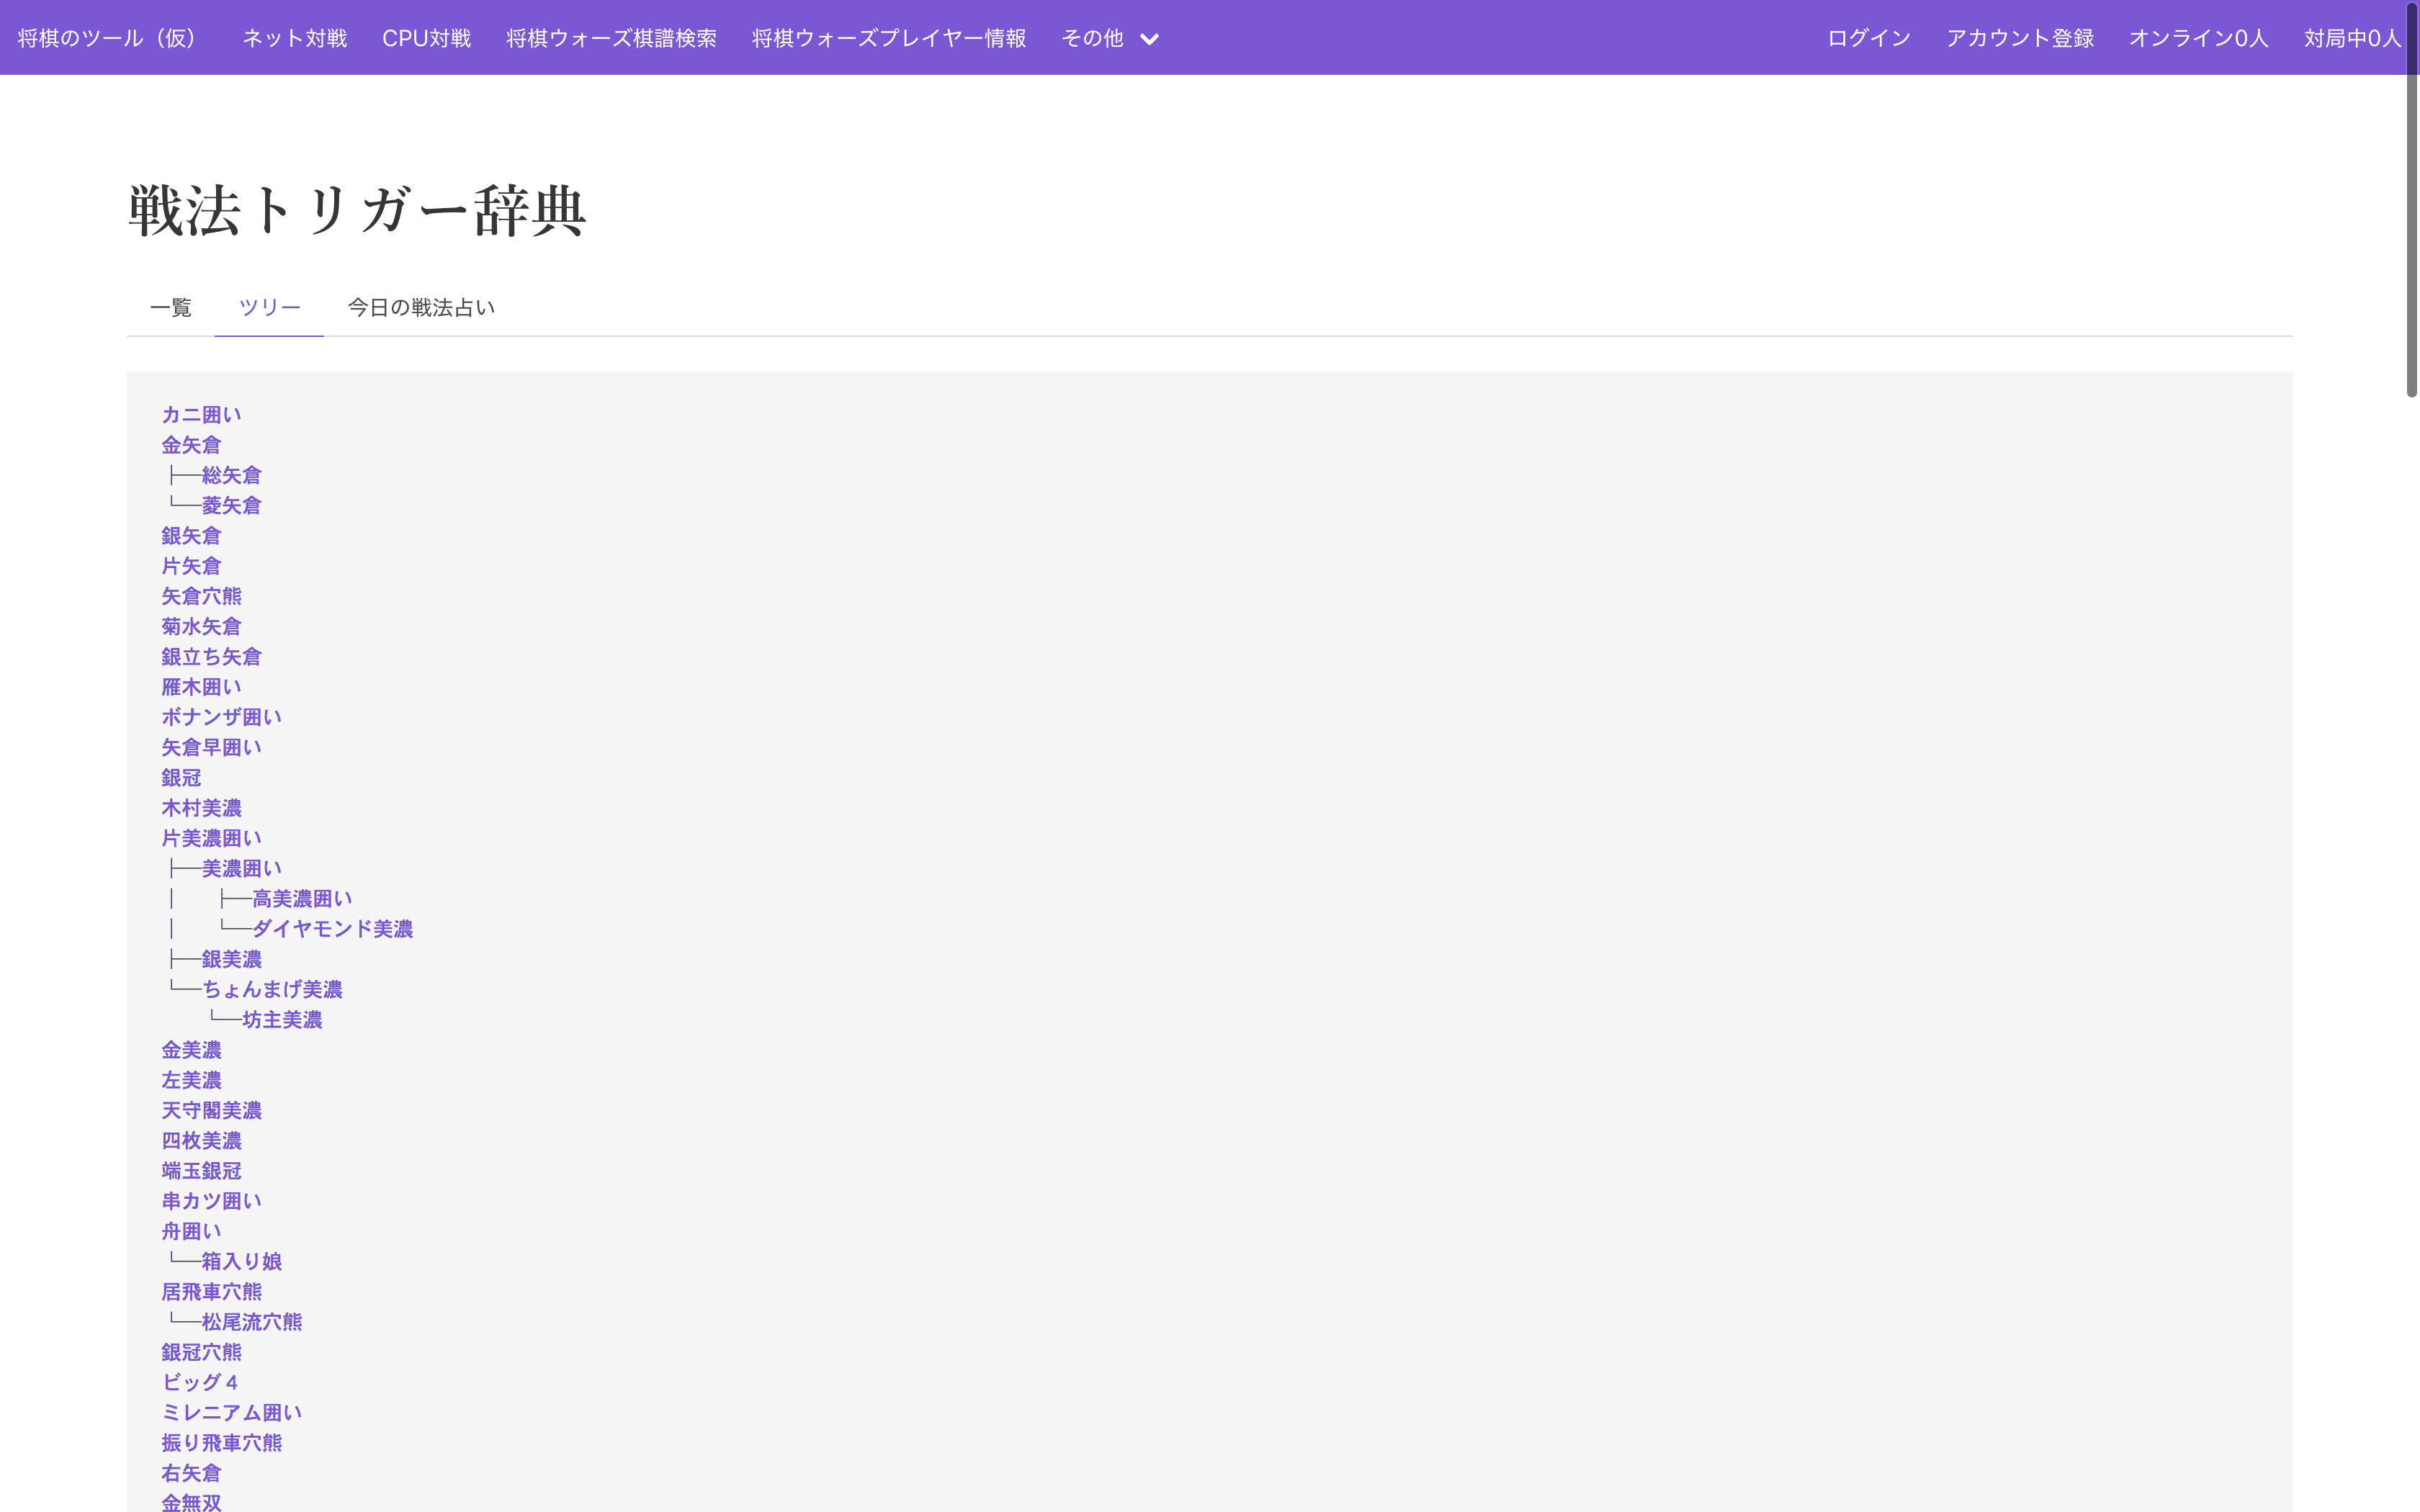 将棋のツール（仮） ネット対戦 CPU対戦 将棋ウォーズ棋譜検索 将棋ウォーズプレイヤー情報 その他 ログイン アカウント登録 オンライン0人 対局中0人
戦法トリガー辞典
一覧 ツリー 今日の戦法占い
カニ囲い
金矢倉
├──総矢倉
└──菱矢倉
銀矢倉
片矢倉
矢倉穴熊
菊水矢倉
銀立ち矢倉
雁木囲い
ボナンザ囲い
矢倉早囲い
銀冠
木村美濃
片美濃囲い
├──美濃囲い
│   ├──高美濃囲い
│   └──ダイヤモンド美濃
├──銀美濃
└──ちょんまげ美濃
    └──坊主美濃
金美濃
左美濃
天守閣美濃
四枚美濃
端玉銀冠
串カツ囲い
舟囲い
└──箱入り娘
居飛車穴熊
└──松尾流穴熊
銀冠穴熊
ビッグ４
ミレニアム囲い
振り飛車穴熊
右矢倉
金無双